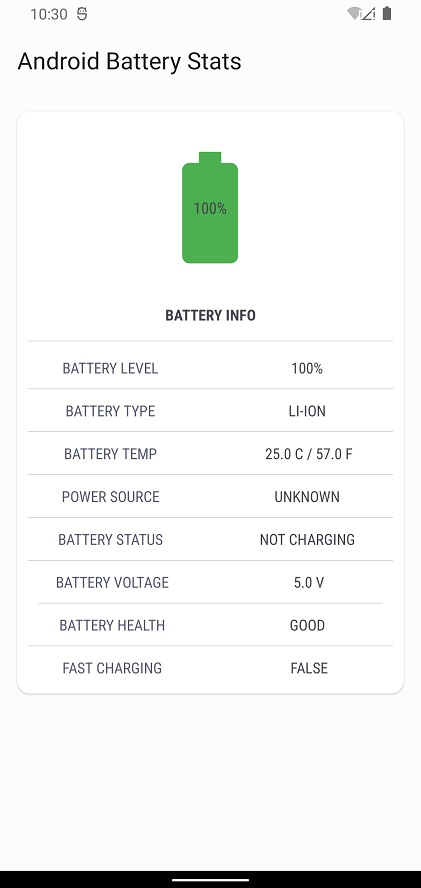 10:30
Android Battery Stats
100%
BATTERY INFO
BATTERY LEVEL 100%
BATTERY TYPE LI-ION
BATTERY TEMP 25.0 C / 57.0 F
POWER SOURCE UNKNOWN
BATTERY STATUS NOT CHARGING
BATTERY VOLTAGE 5.0 V
BATTERY HEALTH GOOD
FAST CHARGING FALSE